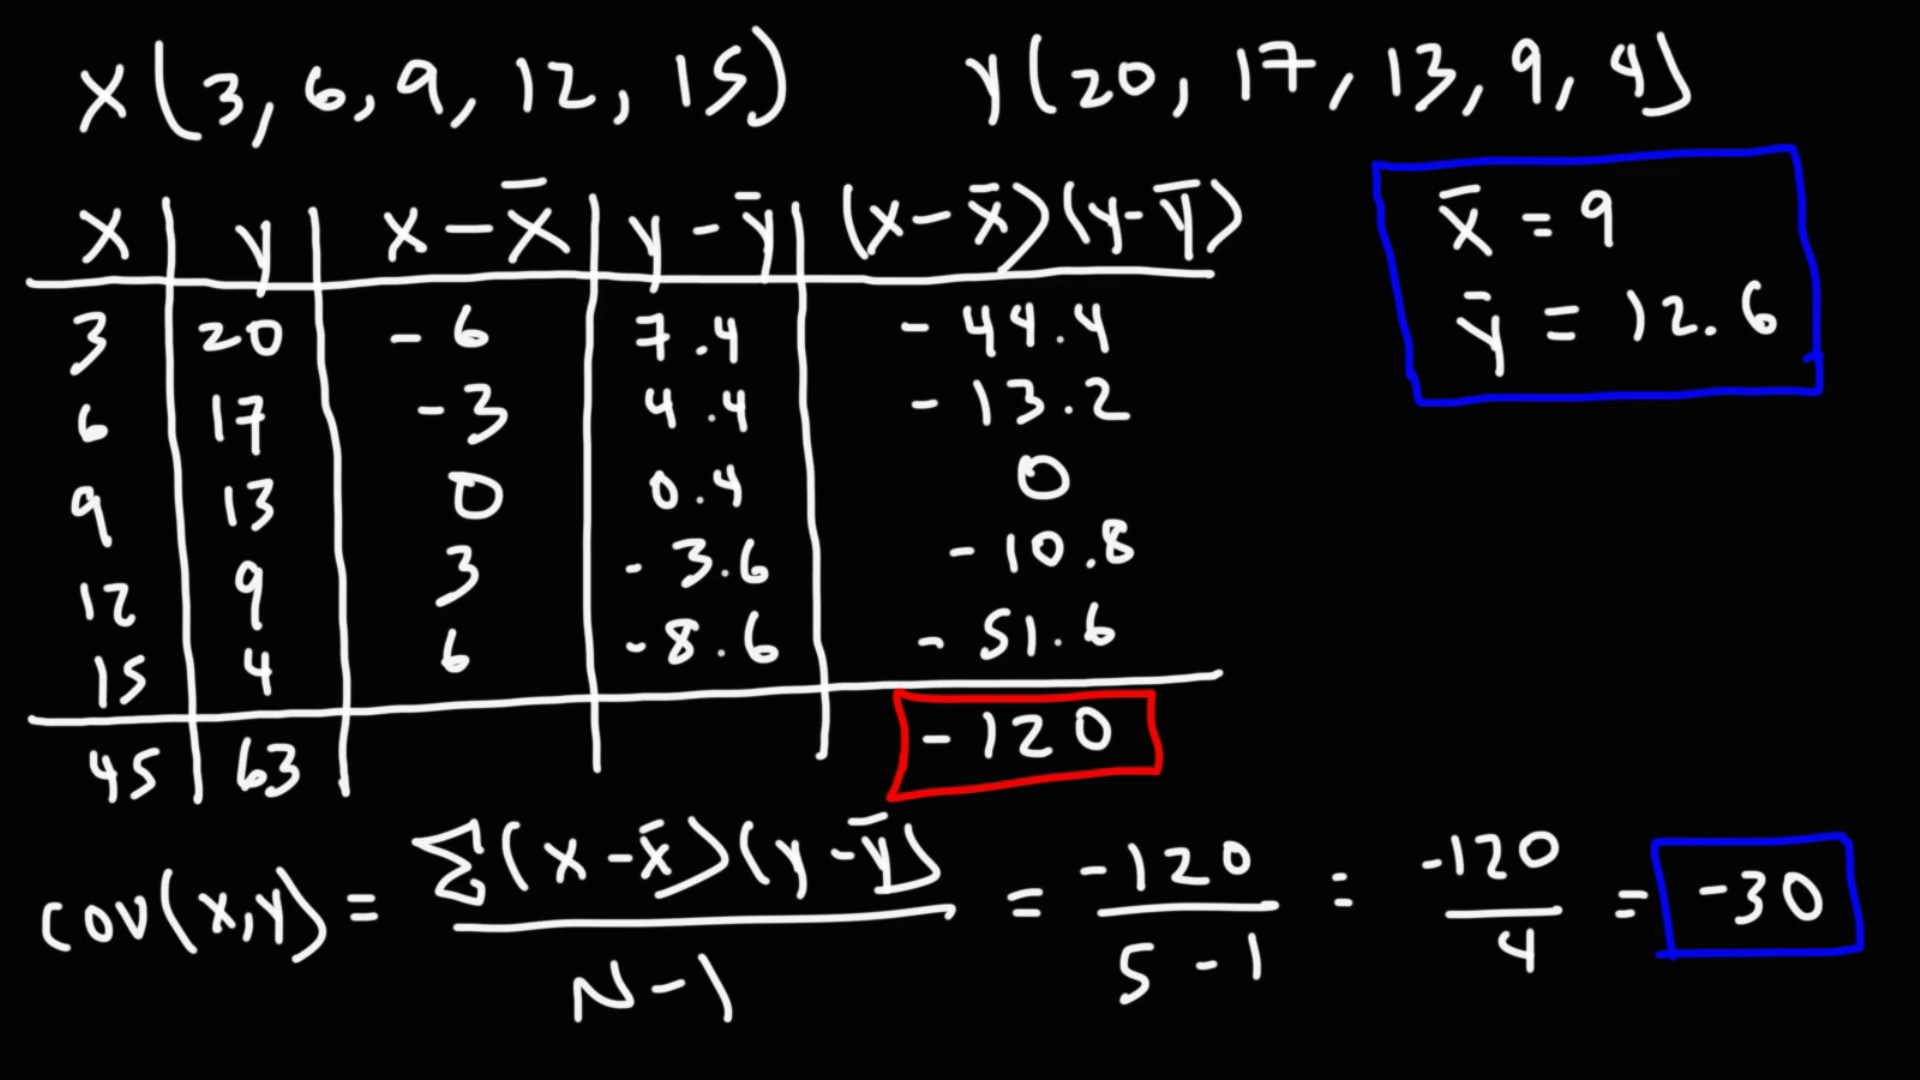 x(3, 6, 9, 12, 15) y(20, 17, 13, 9, 4)
x̄ = 9
ȳ = 12.6
x y x - x̄ y - ȳ (x - x̄)(y - ȳ)
3 20 -6 7.4 -44.4
6 17 -3 4.4 -13.2
9 13 0 0.4 0
12 9 3 -3.6 -10.8
15 4 6 -8.6 -51.6
45 63 -120
cov(x,y) = Σ(x - x̄)(y - ȳ) / N - 1 = -120 / 5 - 1 = -120 / 4 = -30